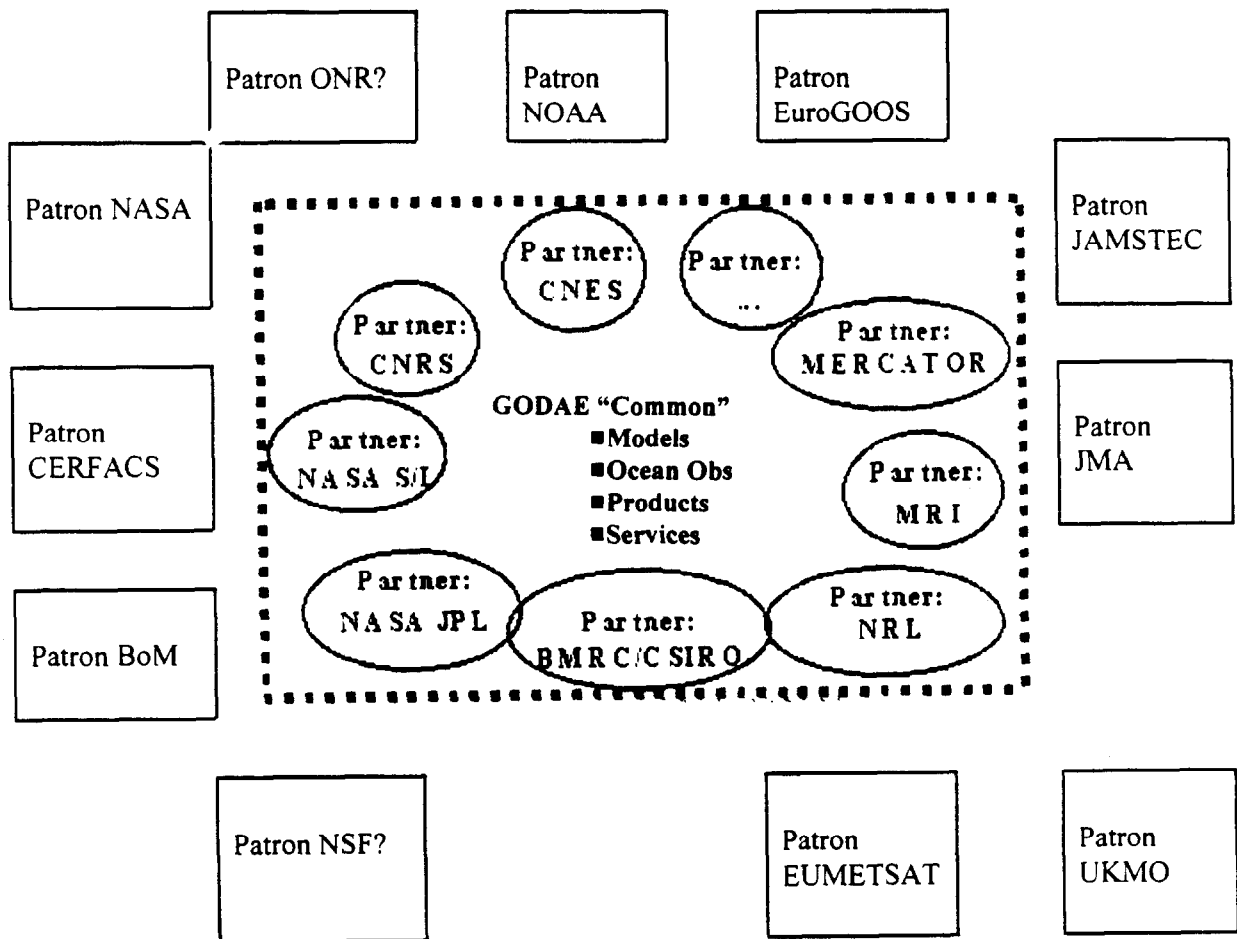 Patron ONR?
Patron
NOAA
Patron
EuroGOOS
Patron NASA
Patron
JAMSTEC
Partner:
CNES
Partner:
...
Partner:
CNRS
Partner:
MERCATOR
Patron
CERFACS
Patron
JMA
GODAE “Common”
■Models
■Ocean Obs
■Products
■Services
Partner:
NASA S/I
Partner:
MRI
Partner:
NASA JPL
Partner:
BMRC/CSIRO
Partner:
NRL
Patron BoM
Patron NSF?
Patron
EUMETSAT
Patron
UKMO